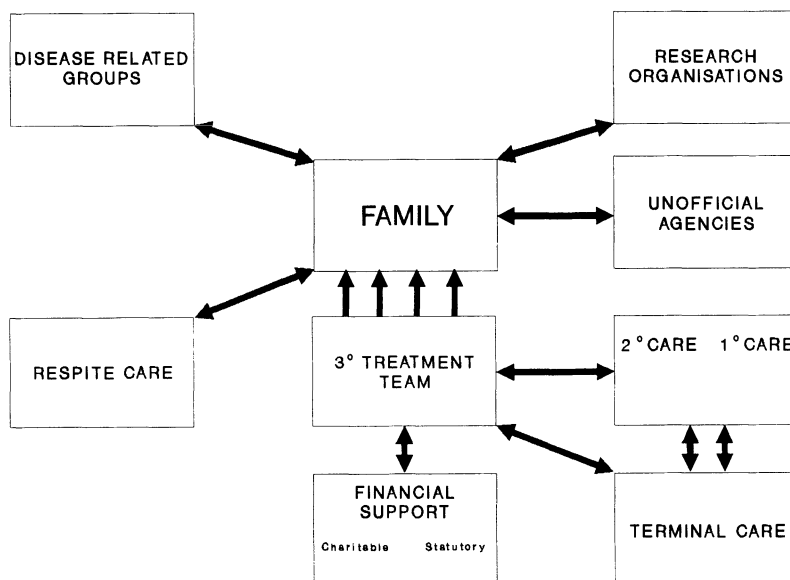 DISEASE RELATED
GROUPS
RESEARCH
ORGANISATIONS
FAMILY
UNOFFICIAL
AGENCIES
RESPITE CARE
3° TREATMENT
TEAM
2° CARE 1° CARE
FINANCIAL
SUPPORT
Charitable Statutory
TERMINAL CARE